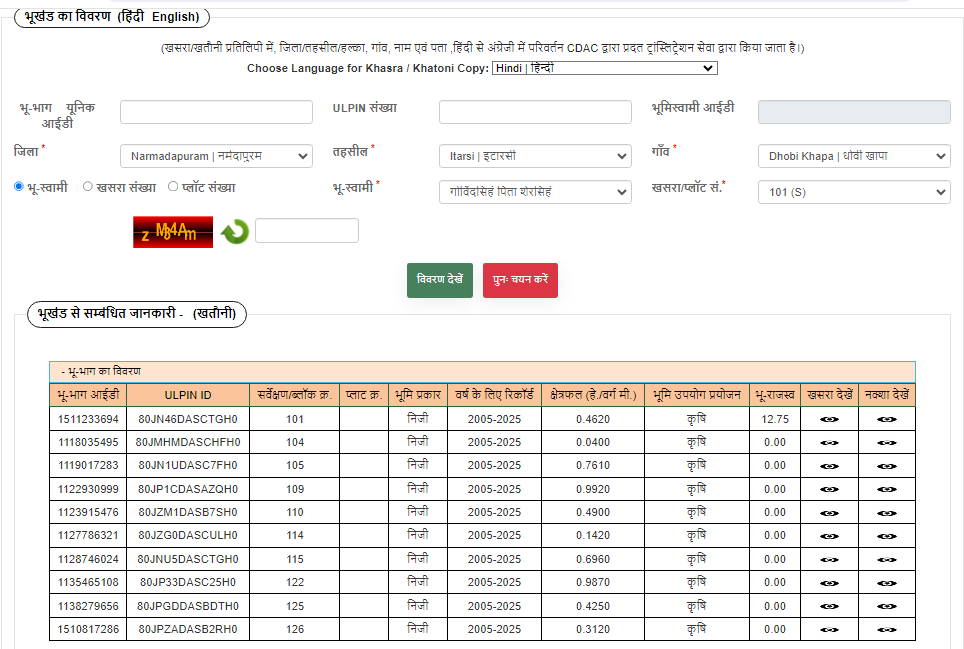 भूखंड का विवरण (हिंदी English)
(खसरा/खतौनी प्रतिलिपी में, जिला/तहसील/हल्का, गांव, नाम एवं पता ,हिंदी से अंग्रेजी में परिवर्तन CDAC द्वारा प्रदत ट्रांस्लिट्रेशन सेवा द्वारा किया जाता है।)
Choose Language for Khasra / Khatoni Copy: Hindi | हिन्दी
भू-भाग यूनिक आईडी ULPIN संख्या भूमिस्वामी आईडी
जिला * Narmadapuram | नर्मदापुरम तहसील * Itarsi | इटारसी गाँव * Dhobi Khapa | धोवी खापा
भू-स्वामी खसरा संख्या प्लॉट संख्या भू-स्वामी * गोविंदसिहं पिता शेरसिहं खसरा/प्लॉट सं.* 101 (S)
z M84Am
विवरण देखें पुनः चयन करें
भूखंड से सम्बंधित जानकारी - (खतौनी)
- भू-भाग का विवरण
भू-भाग आईडी ULPIN ID सर्वेक्षण/ब्लॉक क्र. प्लाट क्र. भूमि प्रकार वर्ष के लिए रिकॉर्ड क्षेत्रफल (हे./वर्ग मी.) भूमि उपयोग प्रयोजन भू-राजस्व खसरा देखें नक्शा देखें
1511233694 80JN46DASCTGH0 101 निजी 2005-2025 0.4620 कृषि 12.75
1118035495 80JMHMDASCHFH0 104 निजी 2005-2025 0.0400 कृषि 0.00
1119017283 80JN1UDASC7FH0 105 निजी 2005-2025 0.7610 कृषि 0.00
1122930999 80JP1CDASAZQH0 109 निजी 2005-2025 0.9920 कृषि 0.00
1123915476 80JZM1DASB7SH0 110 निजी 2005-2025 0.4900 कृषि 0.00
1127786321 80JZG0DASCULH0 114 निजी 2005-2025 0.1420 कृषि 0.00
1128746024 80JNU5DASCTGH0 115 निजी 2005-2025 0.6960 कृषि 0.00
1135465108 80JP33DASC25H0 122 निजी 2005-2025 0.9870 कृषि 0.00
1138279656 80JPGDDASBDTH0 125 निजी 2005-2025 0.4250 कृषि 0.00
1510817286 80JPZADASB2RH0 126 निजी 2005-2025 0.3120 कृषि 0.00